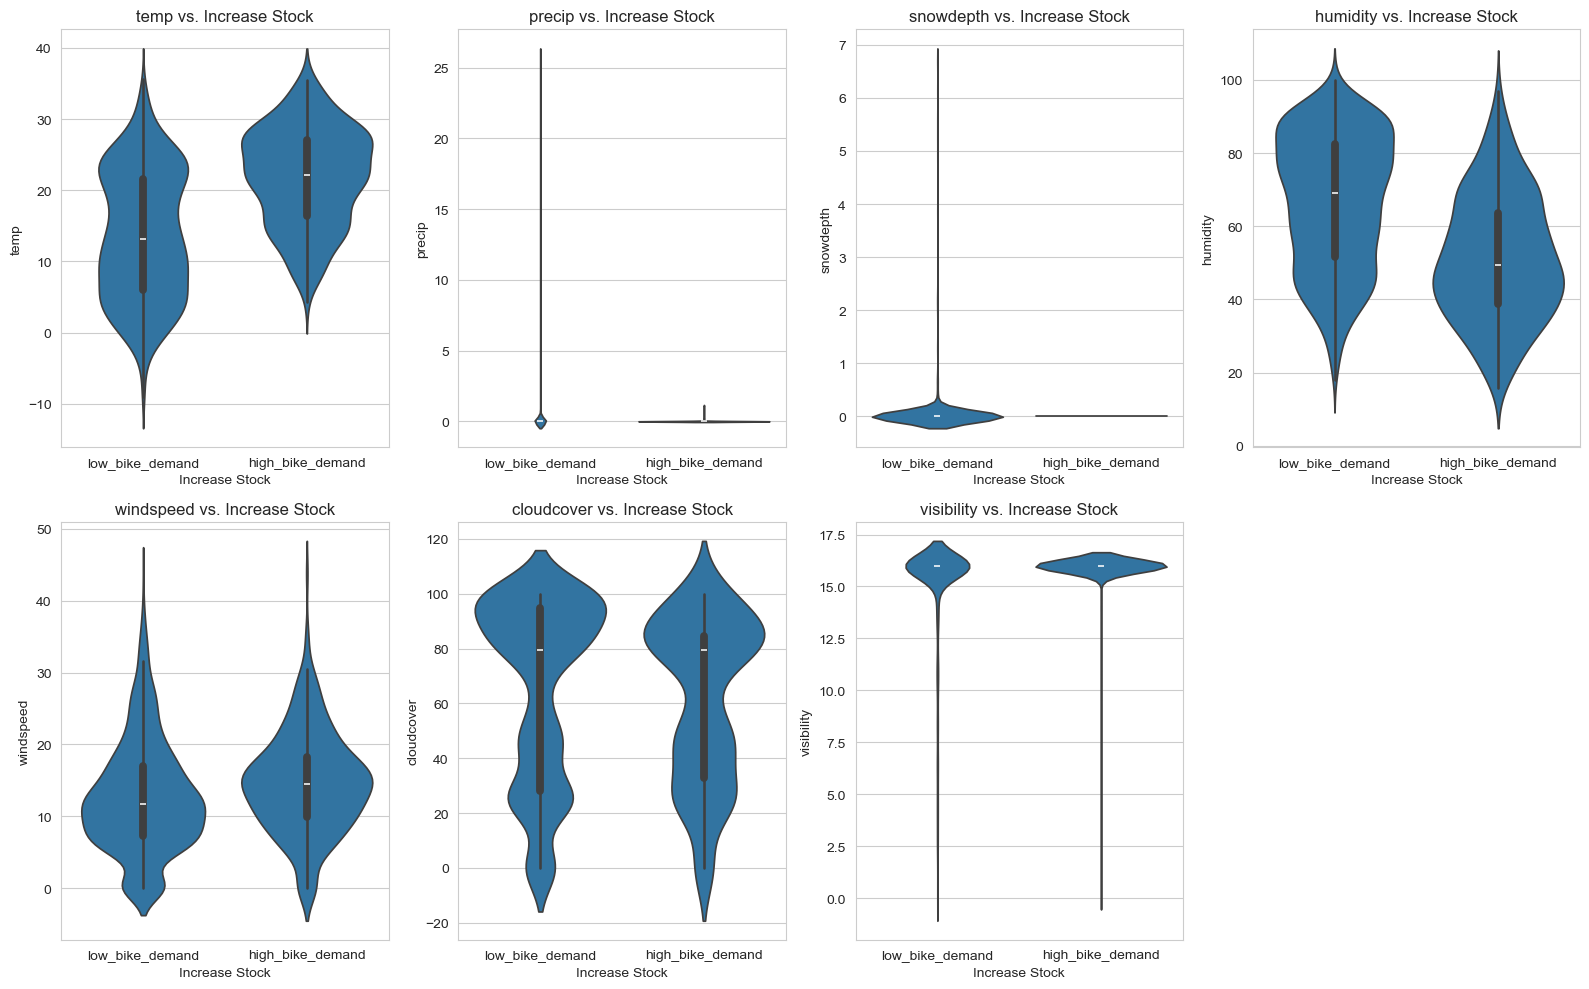 temp vs. Increase Stock
40
30
20
10
0
−10
temp
low_bike_demand
high_bike_demand
Increase Stock
precip vs. Increase Stock
25
20
15
10
5
0
precip
low_bike_demand
high_bike_demand
Increase Stock
snowdepth vs. Increase Stock
7
6
5
4
3
2
1
0
snowdepth
low_bike_demand
high_bike_demand
Increase Stock
humidity vs. Increase Stock
100
80
60
40
20
0
humidity
low_bike_demand
high_bike_demand
Increase Stock
windspeed vs. Increase Stock
50
40
30
20
10
0
windspeed
low_bike_demand
high_bike_demand
Increase Stock
cloudcover vs. Increase Stock
120
100
80
60
40
20
0
−20
cloudcover
low_bike_demand
high_bike_demand
Increase Stock
visibility vs. Increase Stock
17.5
15.0
12.5
10.0
7.5
5.0
2.5
0.0
visibility
low_bike_demand
high_bike_demand
Increase Stock